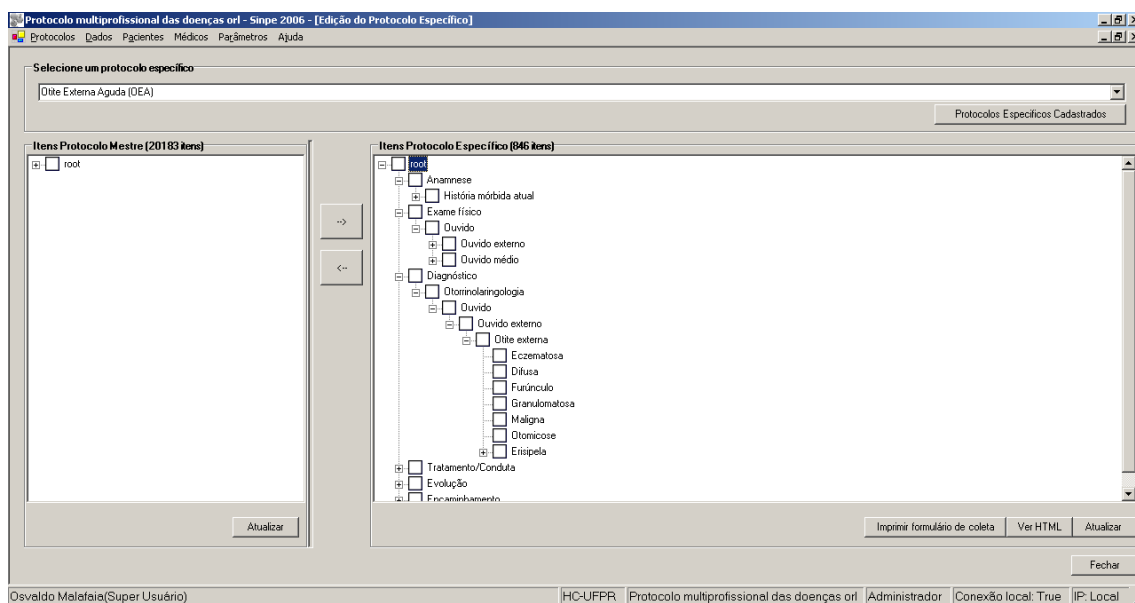 Protocolo multiprofissional das doenças orl - Sinpe 2006 - [Edição do Protocolo Específico]
Protocolos Dados Pacientes Médicos Parâmetros Ajuda
Selecione um protocolo específico
Otite Externa Aguda (OEA)
Protocolos Específicos Cadastrados
Itens Protocolo Mestre (20183 itens)
root
Atualizar
-->
<--
Itens Protocolo Específico (846 itens)
root
Anamnese
História mórbida atual
Exame físico
Ouvido
Ouvido externo
Ouvido médio
Diagnóstico
Otorrinolaringologia
Ouvido
Ouvido externo
Otite externa
Eczematosa
Difusa
Furúnculo
Granulomatosa
Maligna
Otomicose
Erisipela
Tratamento/Conduta
Evolução
Encaminhamento
Imprimir formulário de coleta Ver HTML Atualizar
Fechar
Osvaldo Malafaia(Super Usuário) HC-UFPR Protocolo multiprofissional das doenças orl Administrador Conexão local: True IP: Local